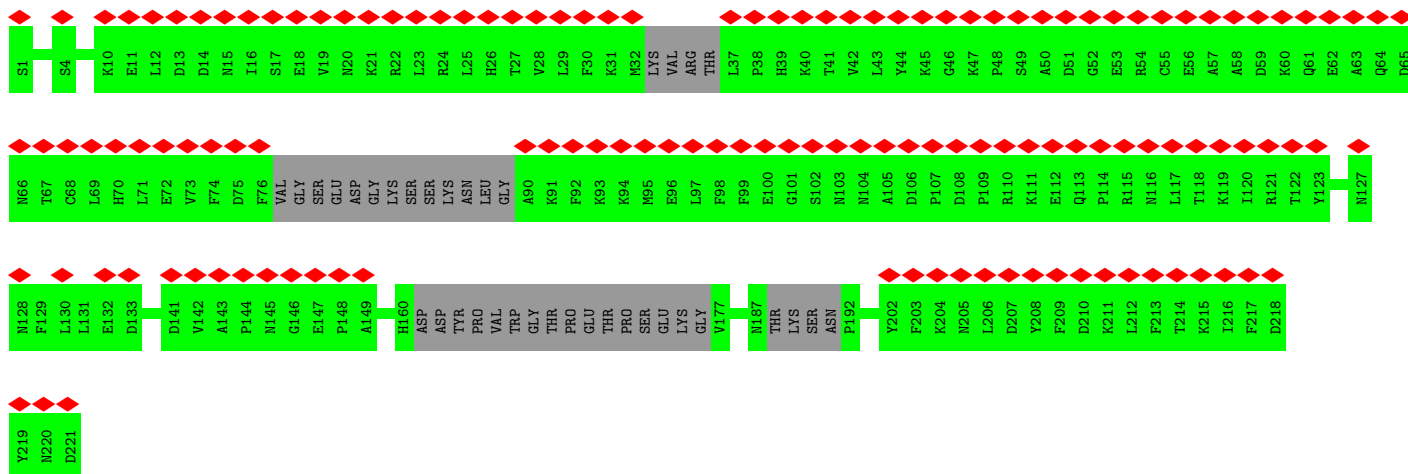 S1 S4 K10 E11 L12 D13 D14 N15 I16 S17 E18 V19 N20 K21 R22 L23 R24 L25 H26 T27 V28 L29 F30 K31 M32 LYS VAL ARG THR L37 P38 H39 K40 T41 V42 L43 Y44 K45 G46 K47 P48 S49 A50 D51 G52 E53 R54 C55 E56 A57 A58 D59 K60 Q61 E62 A63 Q64 D65
N66 T67 C68 L69 H70 L71 E72 V73 F74 D75 F76 VAL GLY SER GLU ASP GLY LYS SER SER LYS ASN LEU GLY A90 K91 F92 K93 K94 M95 E96 L97 F98 F99 E100 G101 S102 N103 N104 A105 D106 P107 D108 P109 R110 K111 E112 Q113 P114 R115 N116 L117 T118 K119 I120 R121 T122 Y123 N127
N128 F129 L130 L131 E132 D133 D141 V142 A143 P144 N145 G146 E147 P148 A149 H160 ASP ASP TYR PRO VAL TRP GLY THR PRO GLU THR PRO SER GLU LYS GLY V177 N187 THR LYS SER ASN P192 Y202 F203 K204 N205 L206 D207 Y208 F209 D210 K211 L212 F213 T214 K215 I216 F217 D218
Y219 N220 D221